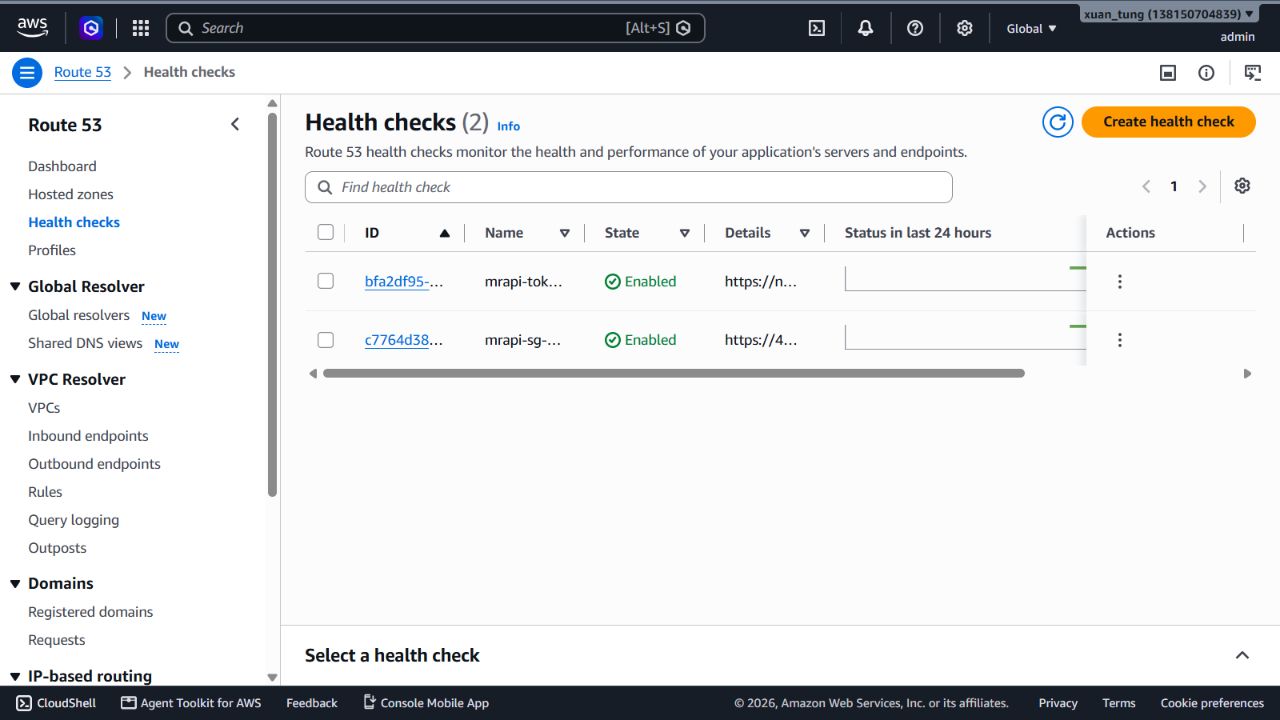 aws
Search
[Alt+S]
Global
xuan_tung (138150704839)
admin
Route 53
Health checks
Route 53
Dashboard
Hosted zones
Health checks
Profiles
Global Resolver
Global resolvers New
Shared DNS views New
VPC Resolver
VPCs
Inbound endpoints
Outbound endpoints
Rules
Query logging
Outposts
Domains
Registered domains
Requests
IP-based routing
Health checks (2) Info
Create health check
Route 53 health checks monitor the health and performance of your application's servers and endpoints.
Find health check
1
ID Name State Details Status in last 24 hours Actions
bfa2df95-... mrapi-tok... Enabled https://n...
c7764d38... mrapi-sg-... Enabled https://4...
Select a health check
CloudShell Agent Toolkit for AWS Feedback Console Mobile App © 2026, Amazon Web Services, Inc. or its affiliates. Privacy Terms Cookie preferences